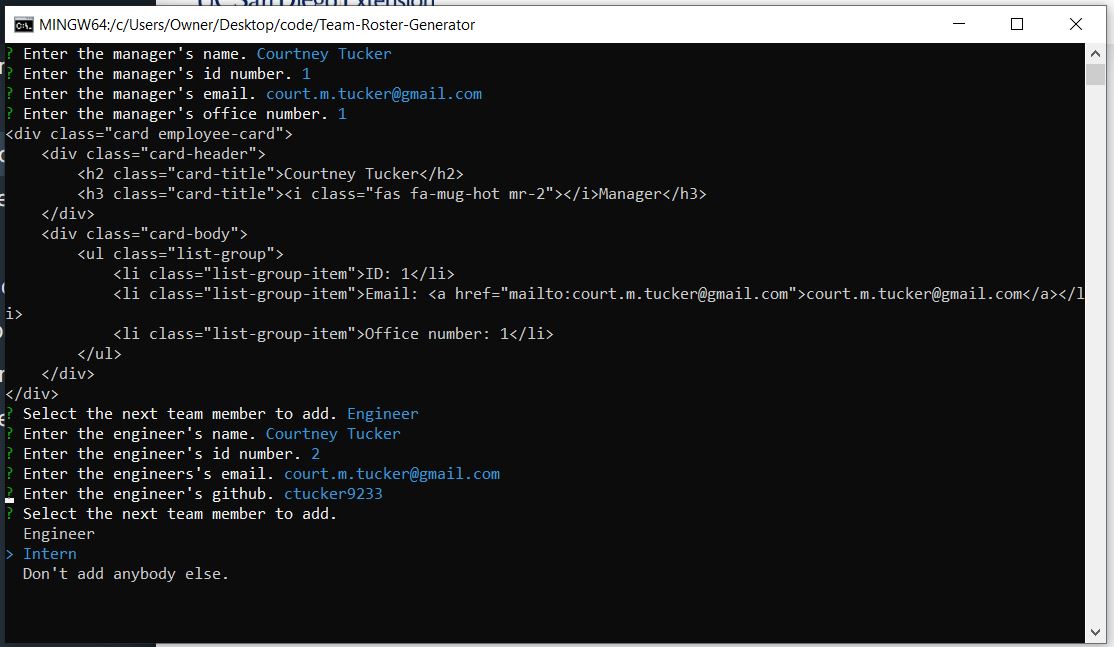 UC San Diego Extension
MINGW64:/c/Users/Owner/Desktop/code/Team-Roster-Generator
? Enter the manager's name. Courtney Tucker
? Enter the manager's id number. 1
? Enter the manager's email. court.m.tucker@gmail.com
? Enter the manager's office number. 1
<div class="card employee-card">
    <div class="card-header">
        <h2 class="card-title">Courtney Tucker</h2>
        <h3 class="card-title"><i class="fas fa-mug-hot mr-2"></i>Manager</h3>
    </div>
    <div class="card-body">
        <ul class="list-group">
            <li class="list-group-item">ID: 1</li>
            <li class="list-group-item">Email: <a href="mailto:court.m.tucker@gmail.com">court.m.tucker@gmail.com</a></l
i>
            <li class="list-group-item">Office number: 1</li>
        </ul>
    </div>
</div>
? Select the next team member to add. Engineer
? Enter the engineer's name. Courtney Tucker
? Enter the engineer's id number. 2
? Enter the engineers's email. court.m.tucker@gmail.com
? Enter the engineer's github. ctucker9233
? Select the next team member to add.
  Engineer
> Intern
  Don't add anybody else.